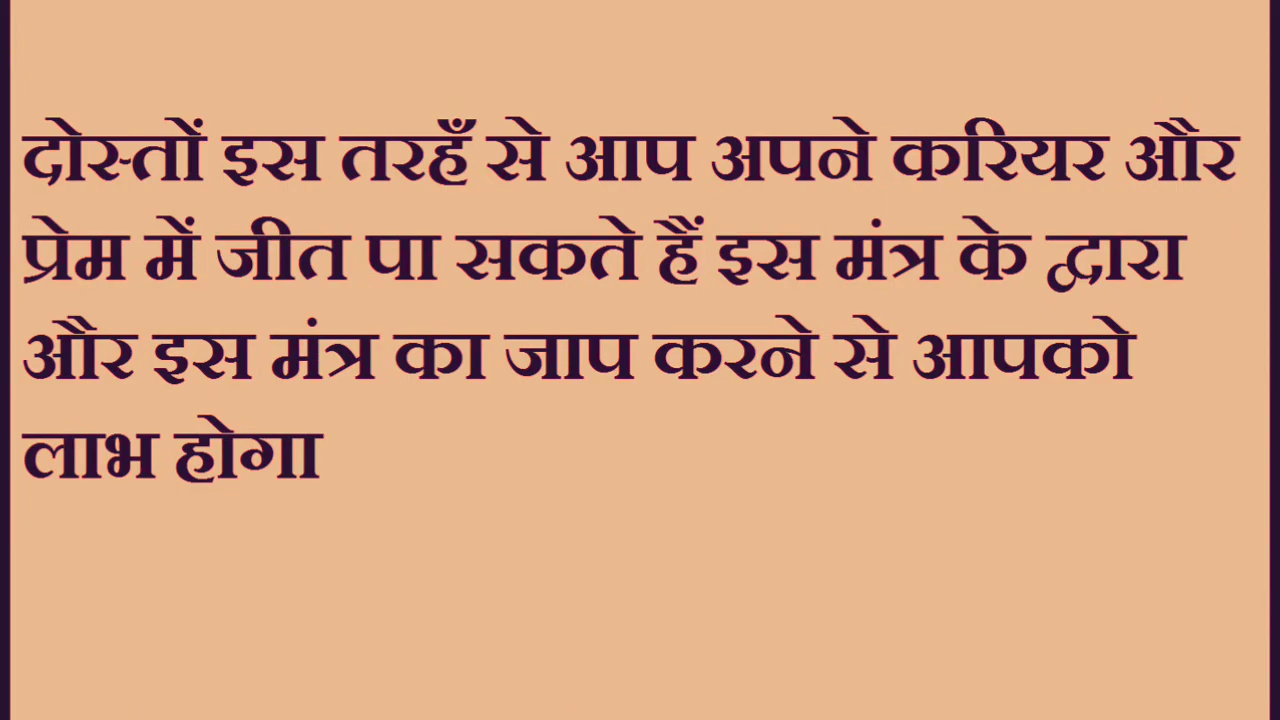 दोस्तों इस तरहँ से आप अपने करियर और
प्रेम में जीत पा सकते हैं इस मंत्र के द्वारा
और इस मंत्र का जाप करने से आपको
लाभ होगा